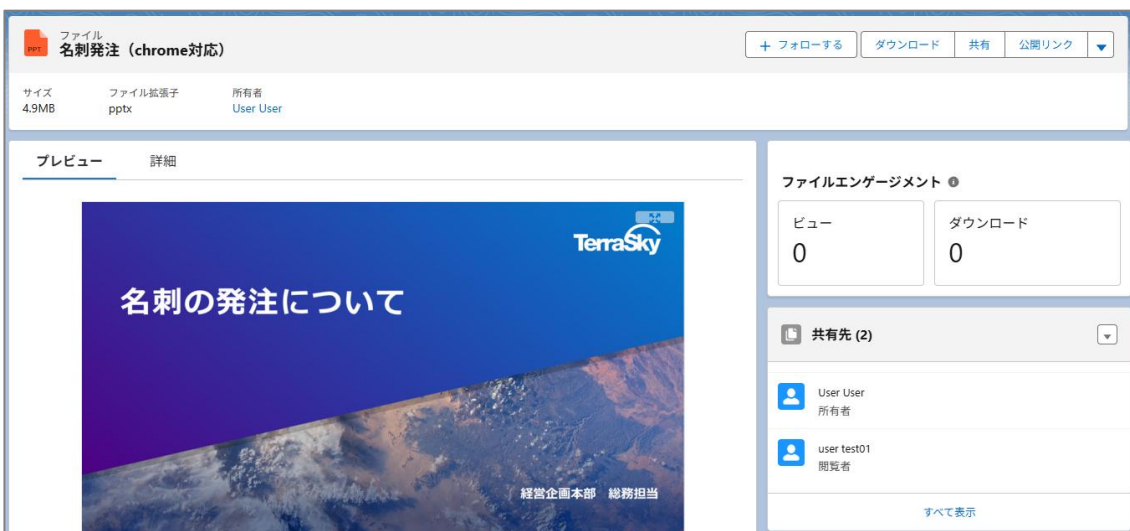 ファイル
名刺発注（chrome対応）
＋ フォローする
ダウンロード
共有
公開リンク
サイズ
4.9MB
ファイル拡張子
pptx
所有者
User User
プレビュー
詳細
PPT
TerraSky
名刺の発注について
経営企画本部 総務担当
ファイルエンゲージメント
ビュー
0
ダウンロード
0
共有先 (2)
User User
所有者
user test01
閲覧者
すべて表示